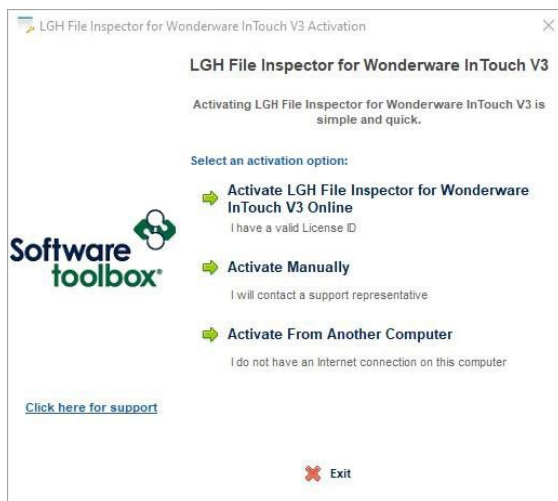 LGH File Inspector for Wonderware InTouch V3 Activation
LGH File Inspector for Wonderware InTouch V3
Activating LGH File Inspector for Wonderware InTouch V3 is
simple and quick.
Select an activation option:
Activate LGH File Inspector for Wonderware
InTouch V3 Online
I have a valid License ID
Activate Manually
I will contact a support representative
Activate From Another Computer
I do not have an Internet connection on this computer
Software
toolbox®
Click here for support
Exit